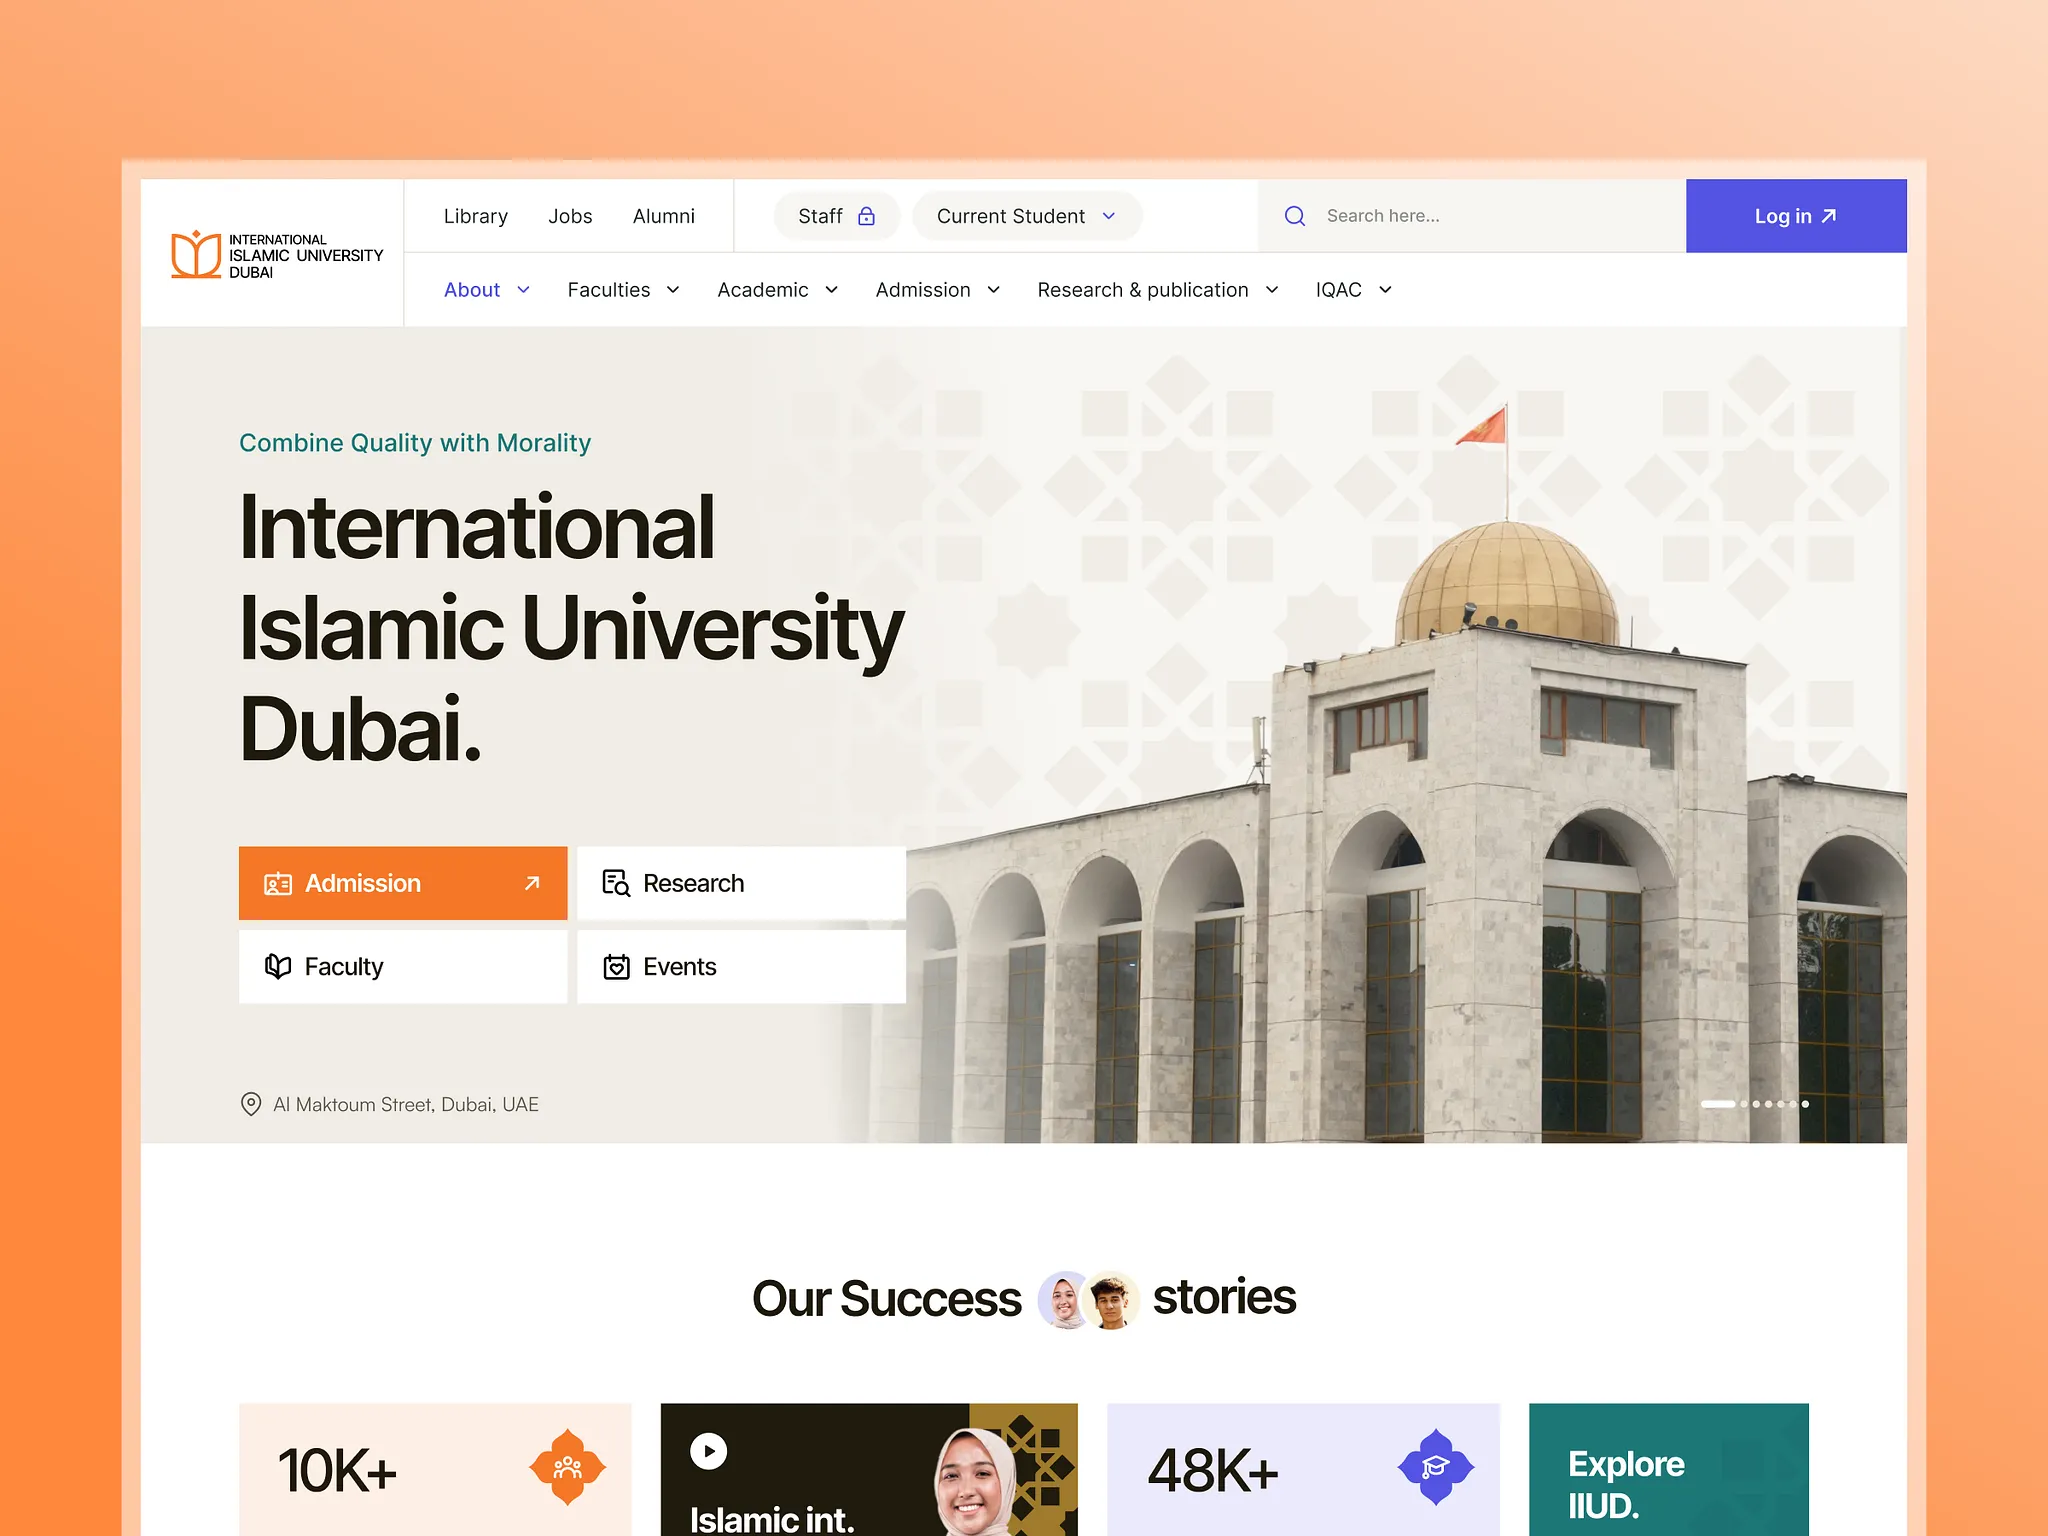 INTERNATIONAL
ISLAMIC UNIVERSITY
DUBAI
Library
Jobs
Alumni
Staff
Current Student
Search here...
Log in
About
Faculties
Academic
Admission
Research & publication
IQAC
Combine Quality with Morality
International
Islamic University
Dubai.
Admission
Research
Faculty
Events
Al Maktoum Street, Dubai, UAE
Our Success stories
10K+
Islamic int.
48K+
Explore
IIUD.